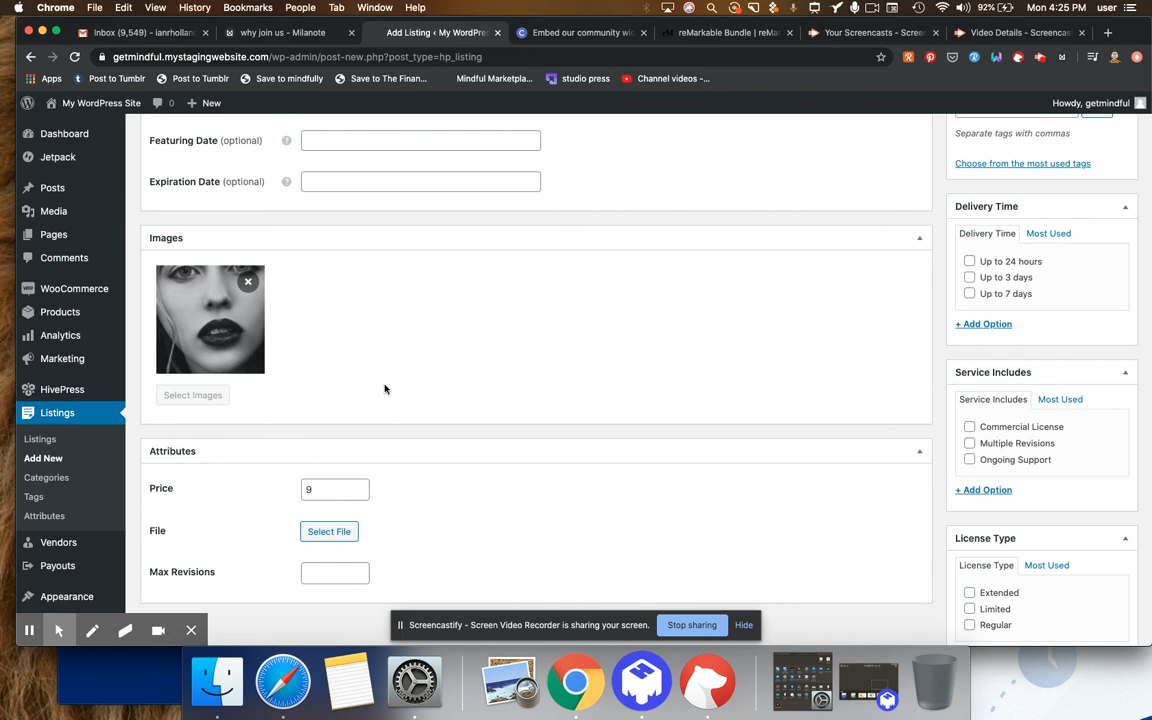 Chrome File Edit View History Bookmarks People Tab Window Help 92% Mon 4:25 PM user
Inbox (9,549) - ianrholland why join us - Milanote Add Listing ‹ My WordPres Embed our community wi reMarkable Bundle | reMar Your Screencasts - Screen Video Details - Screencast
getmindful.mystagingwebsite.com/wp-admin/post-new.php?post_type=hp_listing
Apps Post to Tumblr Post to Tumblr Save to mindfully Save to The Finan... Mindful Marketpla... studio press Channel videos -...
My WordPress Site 0 New Howdy, getmindful
Dashboard
Jetpack
Posts
Media
Pages
Comments
WooCommerce
Products
Analytics
Marketing
HivePress
Listings
Listings
Add New
Categories
Tags
Attributes
Vendors
Payouts
Appearance
Featuring Date (optional) ?
Expiration Date (optional) ?
Images
Select Images
Attributes
Price 9
File Select File
Max Revisions
Separate tags with commas
Choose from the most used tags
Delivery Time
Delivery Time Most Used
Up to 24 hours
Up to 3 days
Up to 7 days
+ Add Option
Service Includes
Service Includes Most Used
Commercial License
Multiple Revisions
Ongoing Support
+ Add Option
License Type
License Type Most Used
Extended
Limited
Regular
Screencastify - Screen Video Recorder is sharing your screen. Stop sharing Hide